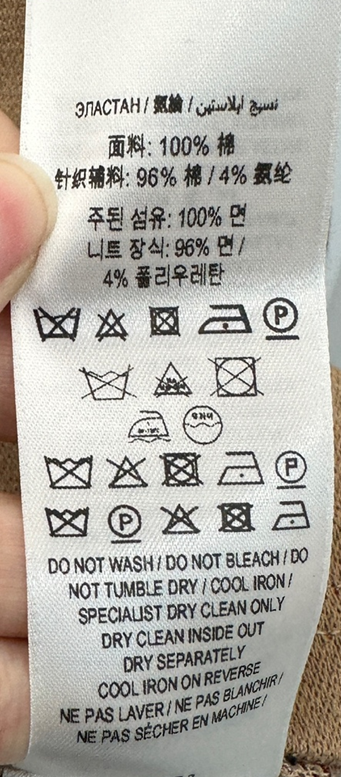 ЭЛАСТАН / 氨綸 / نسيج ايلاستين
面料: 100% 棉
针织辅料: 96% 棉 / 4% 氨纶
주된 섬유: 100% 면
니트 장식: 96% 면 /
4% 폴리우레탄
P
P
P
DO NOT WASH / DO NOT BLEACH / DO
NOT TUMBLE DRY / COOL IRON /
SPECIALIST DRY CLEAN ONLY
DRY CLEAN INSIDE OUT
DRY SEPARATELY
COOL IRON ON REVERSE
NE PAS LAVER / NE PAS BLANCHIR /
NE PAS SÉCHER EN MACHINE /